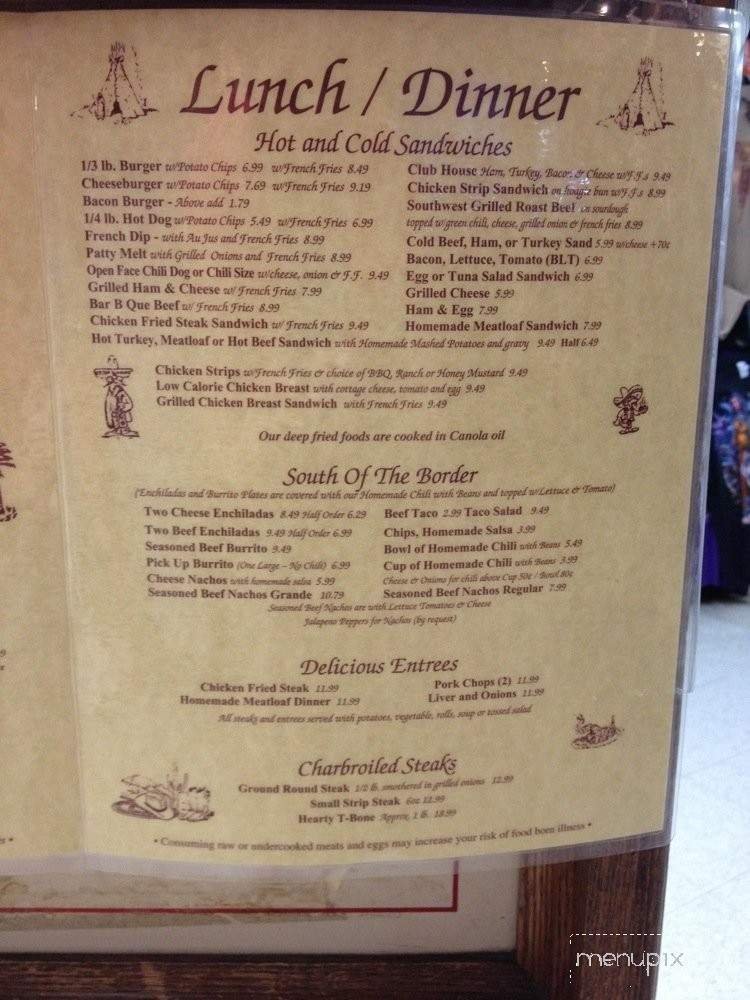 Lunch / Dinner
Hot and Cold Sandwiches
1/3 lb. Burger w/Potato Chips 6.99 w/French Fries 8.49
Cheeseburger w/Potato Chips 7.69 w/French Fries 9.19
Bacon Burger - Above add 1.79
1/4 lb. Hot Dog w/Potato Chips 5.49 w/French Fries 6.99
French Dip - with Au Jus and French Fries 8.99
Patty Melt with Grilled Onions and French Fries 8.99
Open Face Chili Dog or Chili Size w/cheese, onion & F.F. 9.49
Grilled Ham & Cheese w/ French Fries 7.99
Bar B Que Beef w/ French Fries 8.99
Chicken Fried Steak Sandwich w/ French Fries 9.49
Club House Ham, Turkey, Bacon & Cheese w/F.F.s 9.49
Chicken Strip Sandwich on hoagie bun w/F.F.s 8.99
Southwest Grilled Roast Beef on sourdough
topped w/green chili, cheese, grilled onion & french fries 8.99
Cold Beef, Ham, or Turkey Sand 5.99 w/cheese +70¢
Bacon, Lettuce, Tomato (BLT) 6.99
Egg or Tuna Salad Sandwich 6.99
Grilled Cheese 5.99
Ham & Egg 7.99
Homemade Meatloaf Sandwich 7.99
Hot Turkey, Meatloaf or Hot Beef Sandwich with Homemade Mashed Potatoes and gravy 9.49 Half 6.49
Chicken Strips w/French Fries & choice of BBQ, Ranch or Honey Mustard 9.49
Low Calorie Chicken Breast with cottage cheese, tomato and egg 9.49
Grilled Chicken Breast Sandwich with French Fries 9.49
Our deep fried foods are cooked in Canola oil
South Of The Border
(Enchiladas and Burrito Plates are covered with our Homemade Chili with Beans and topped w/Lettuce & Tomato)
Two Cheese Enchiladas 8.49 Half Order 6.29
Two Beef Enchiladas 9.49 Half Order 6.99
Seasoned Beef Burrito 9.49
Pick Up Burrito (One Large – No Chili) 6.99
Cheese Nachos with homemade salsa 5.99
Seasoned Beef Nachos Grande 10.79
Beef Taco 2.99 Taco Salad 9.49
Chips, Homemade Salsa 3.99
Bowl of Homemade Chili with Beans 5.49
Cup of Homemade Chili with Beans 3.99
Cheese & Onions for chili above Cup 50¢ / Bowl 80¢
Seasoned Beef Nachos Regular 7.99
Seasoned Beef Nachos are with Lettuce Tomatoes & Cheese
Jalapeno Peppers for Nachos (by request)
Delicious Entrees
Chicken Fried Steak 11.99
Homemade Meatloaf Dinner 11.99
Pork Chops (2) 11.99
Liver and Onions 11.99
All steaks and entrees served with potatoes, vegetable, rolls, soup or tossed salad
Charbroiled Steaks
Ground Round Steak 1/2 lb. smothered in grilled onions 12.99
Small Strip Steak 6oz 12.99
Hearty T-Bone Approx. 1 lb. 18.99
• Consuming raw or undercooked meats and eggs may increase your risk of food boen illness •
menupix